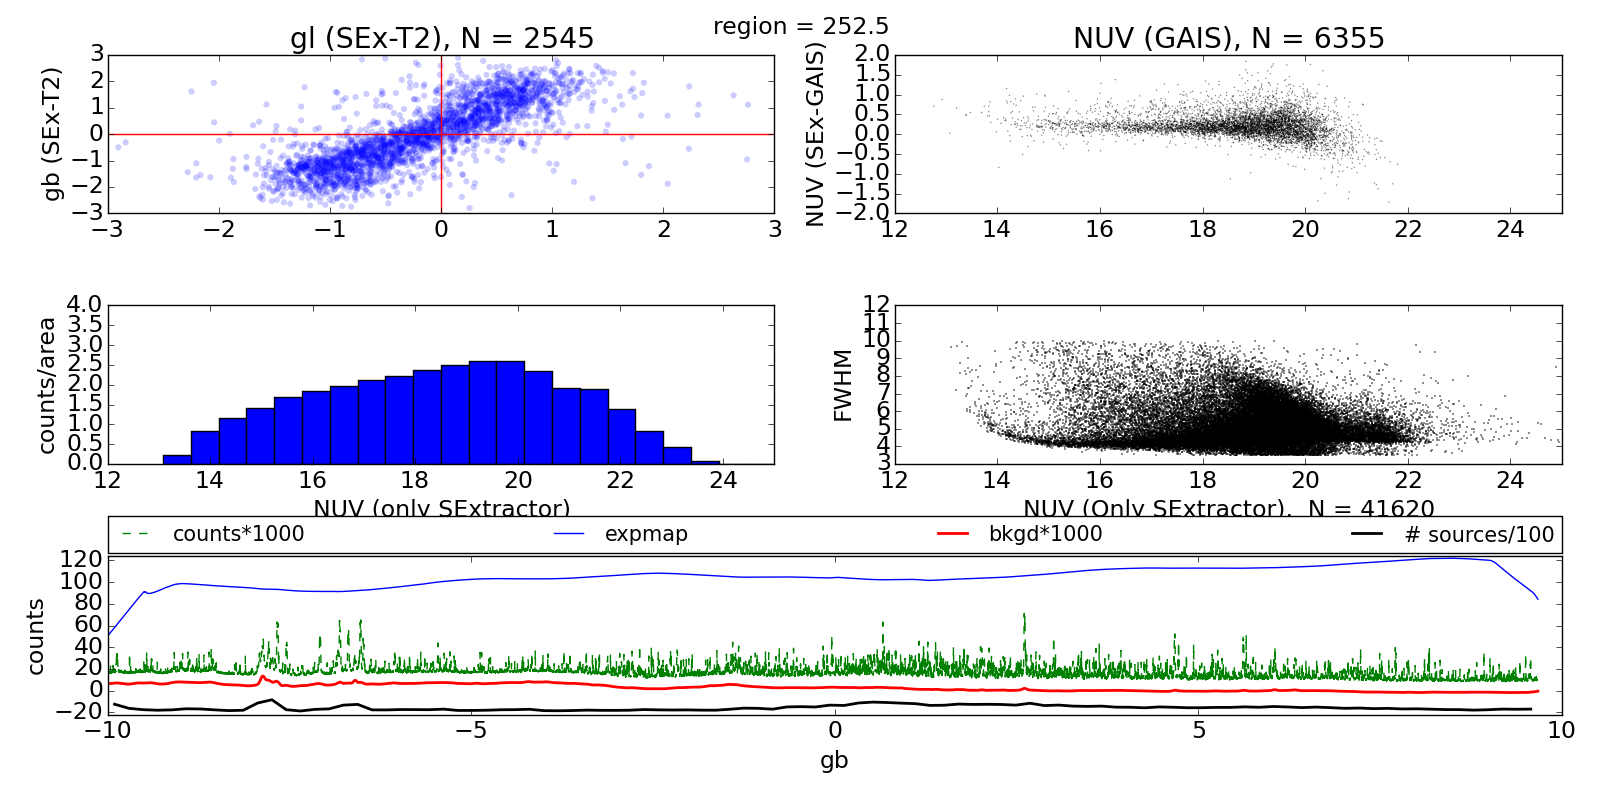 region = 252.5
gl (SEx-T2), N = 2545
NUV (GAIS), N = 6355
gb (SEx-T2)
3
2
1
0
−1
−2
−3
−3 −2 −1 0 1 2 3
NUV (SEx-GAIS)
2.0
1.5
1.0
0.5
0.0
−0.5
−1.0
−1.5
−2.0
12 14 16 18 20 22 24
counts/area
4.0
3.5
3.0
2.5
2.0
1.5
1.0
0.5
0.0
12 14 16 18 20 22 24
NUV (only SExtractor)
FWHM
12
11
10
9
8
7
6
5
4
3
12 14 16 18 20 22 24
NUV (Only SExtractor), N = 41620
counts*1000 expmap bkgd*1000 # sources/100
counts
120
100
80
60
40
20
0
−20
−10 −5 0 5 10
gb